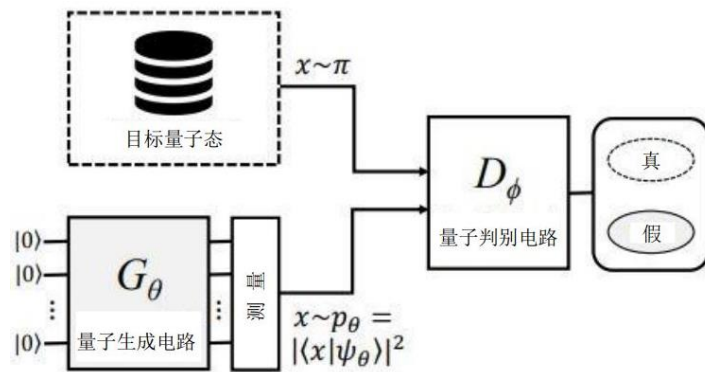 x~π
目标量子态
D_ϕ
量子判别电路
真
假
|0⟩
|0⟩
⋮
|0⟩
G_θ
量子生成电路
⋮
测量
x~p_θ =
|⟨x|ψ_θ⟩|²